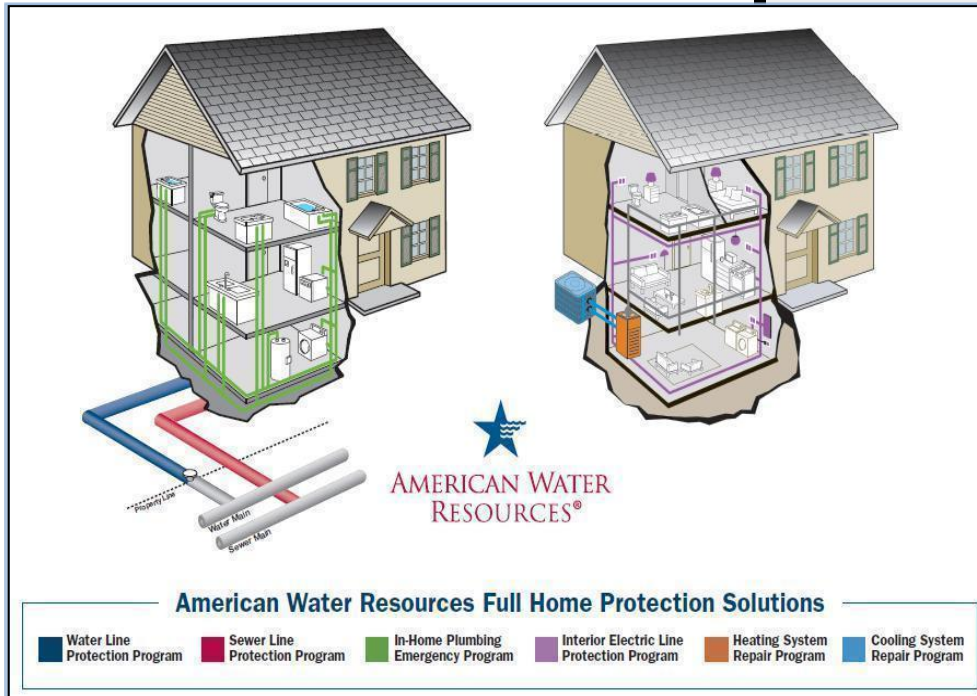 Property Line
Water Main
Sewer Main
AMERICAN WATER
RESOURCES®
American Water Resources Full Home Protection Solutions
Water Line
Protection Program
Sewer Line
Protection Program
In-Home Plumbing
Emergency Program
Interior Electric Line
Protection Program
Heating System
Repair Program
Cooling System
Repair Program